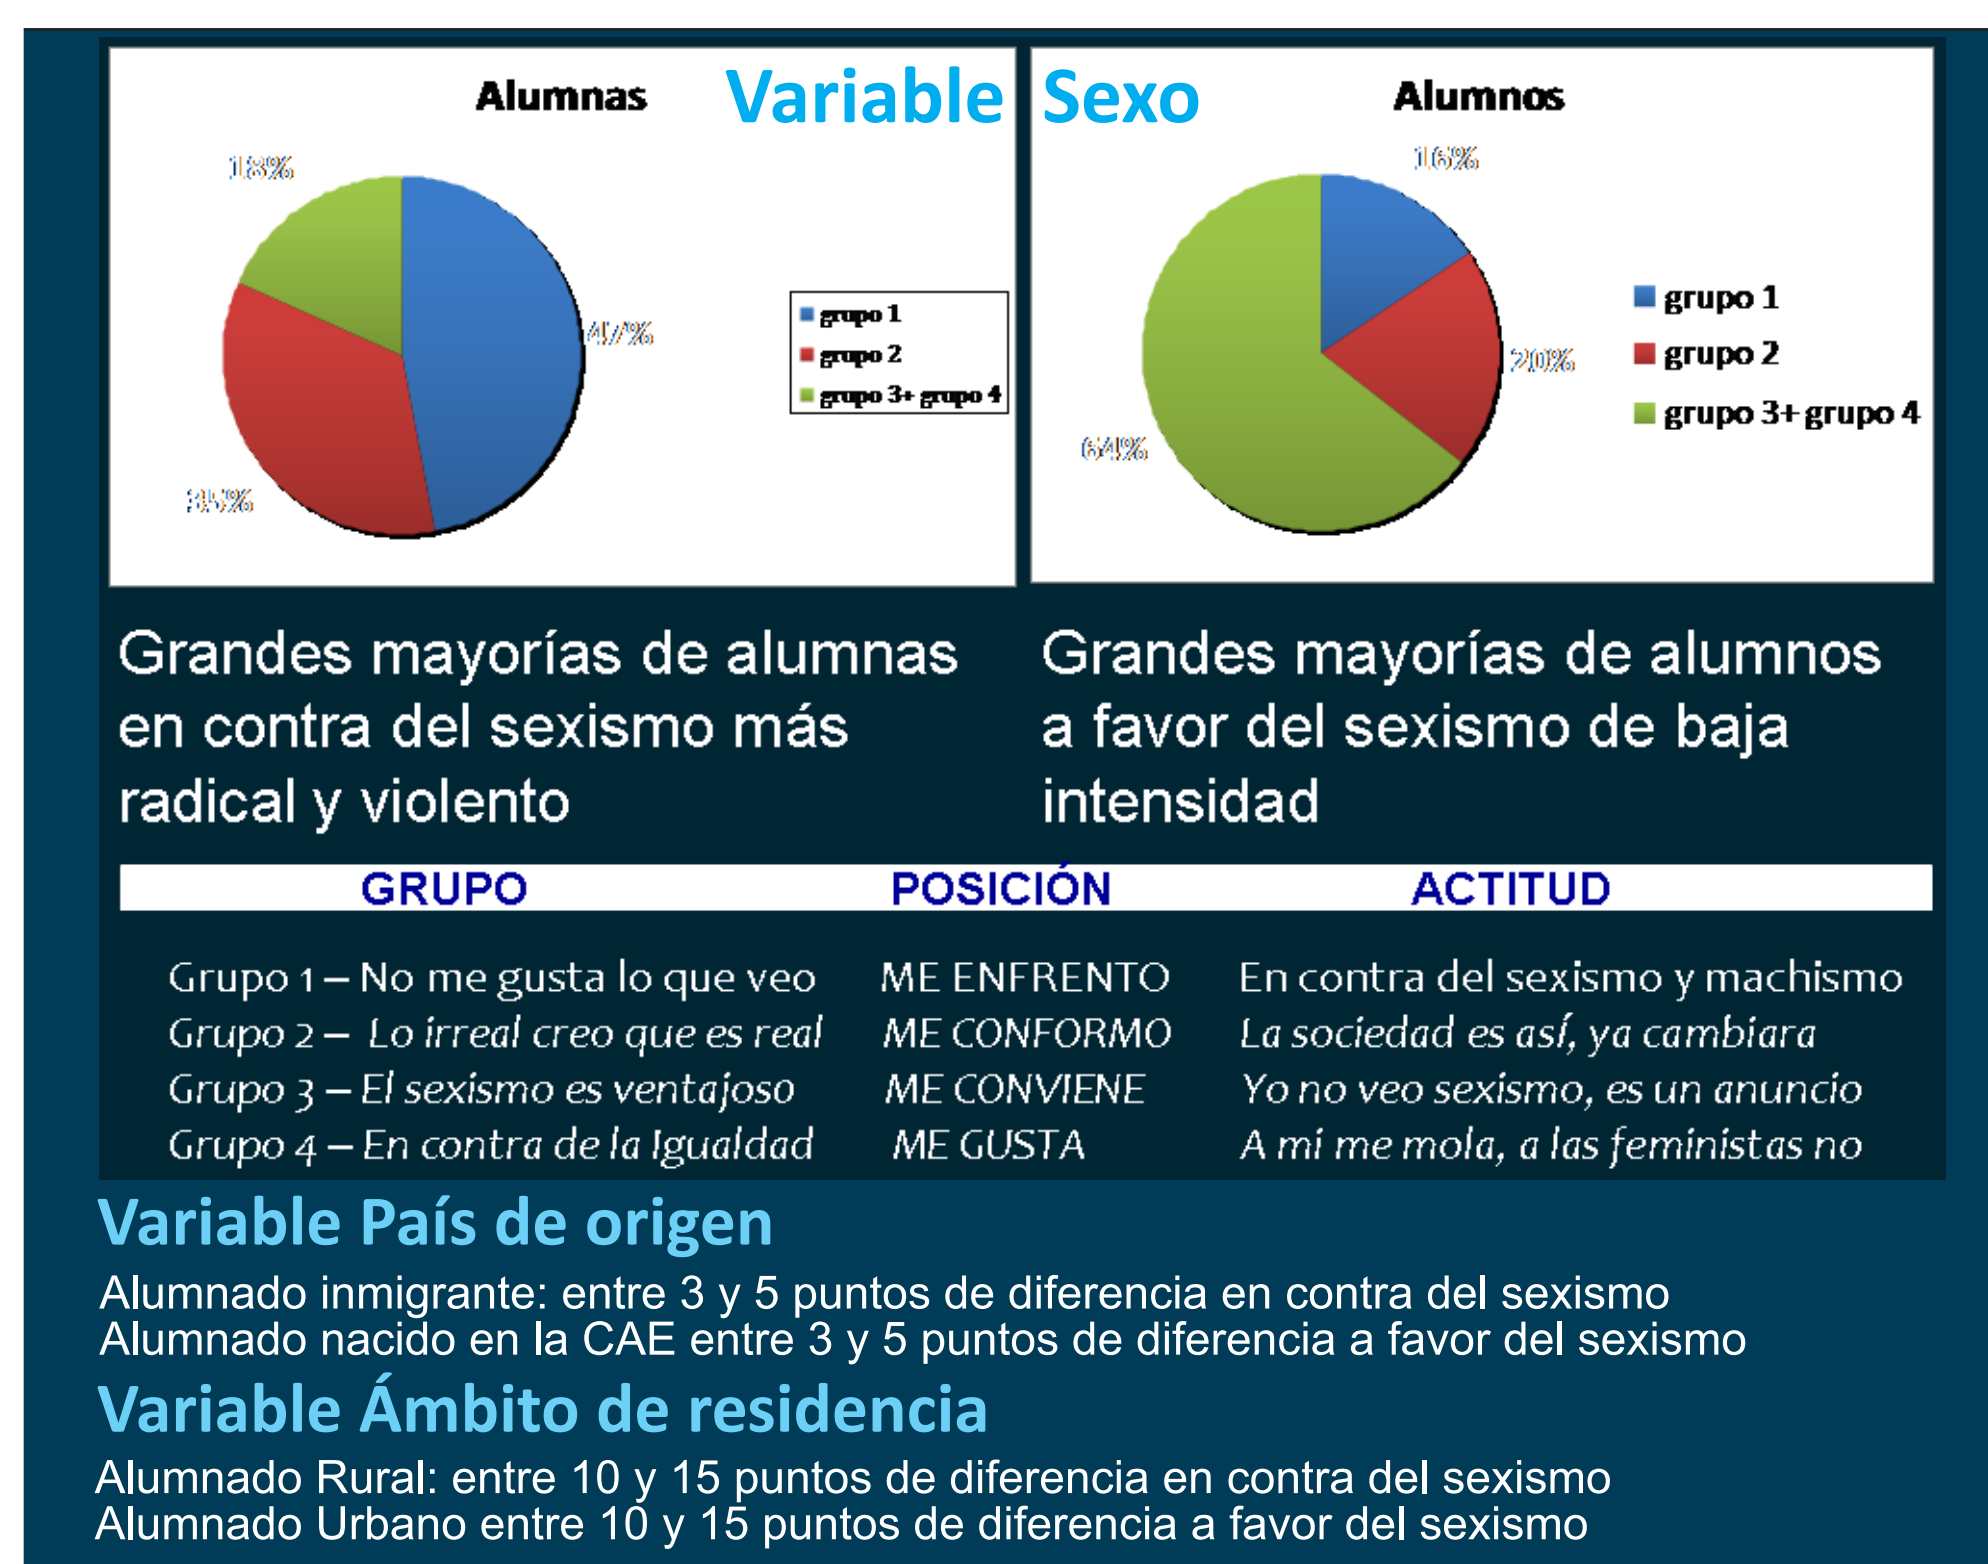 Variable Sexo
Alumnas
18%
47%
35%
grupo 1
grupo 2
grupo 3+ grupo 4
Alumnos
16%
20%
64%
grupo 1
grupo 2
grupo 3+ grupo 4
Grandes mayorías de alumnas
en contra del sexismo más
radical y violento
Grandes mayorías de alumnos
a favor del sexismo de baja
intensidad
GRUPO POSICIÓN ACTITUD
Grupo 1 – No me gusta lo que veo ME ENFRENTO En contra del sexismo y machismo
Grupo 2 – Lo irreal creo que es real ME CONFORMO La sociedad es así, ya cambiara
Grupo 3 – El sexismo es ventajoso ME CONVIENE Yo no veo sexismo, es un anuncio
Grupo 4 – En contra de la Igualdad ME GUSTA A mi me mola, a las feministas no
Variable País de origen
Alumnado inmigrante: entre 3 y 5 puntos de diferencia en contra del sexismo
Alumnado nacido en la CAE entre 3 y 5 puntos de diferencia a favor del sexismo
Variable Ámbito de residencia
Alumnado Rural: entre 10 y 15 puntos de diferencia en contra del sexismo
Alumnado Urbano entre 10 y 15 puntos de diferencia a favor del sexismo